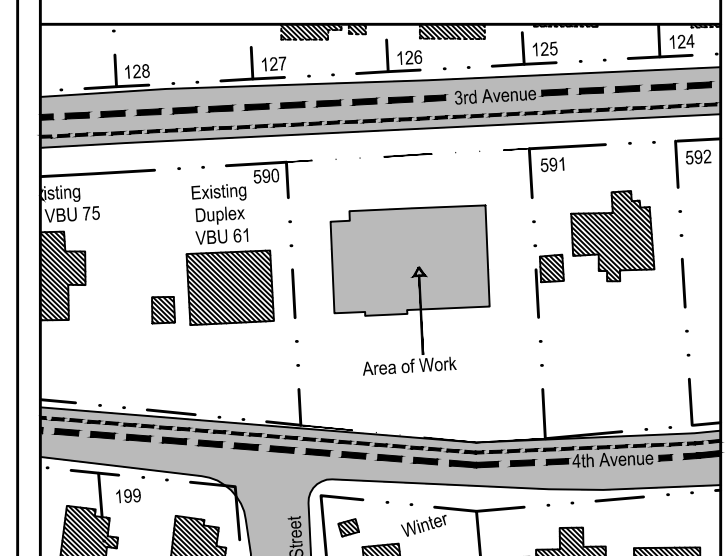 128
127
126
125
124
3rd Avenue
590
591
592
VBU 75
Existing
Duplex
VBU 61
Area of Work
4th Avenue
199
Street
Winter